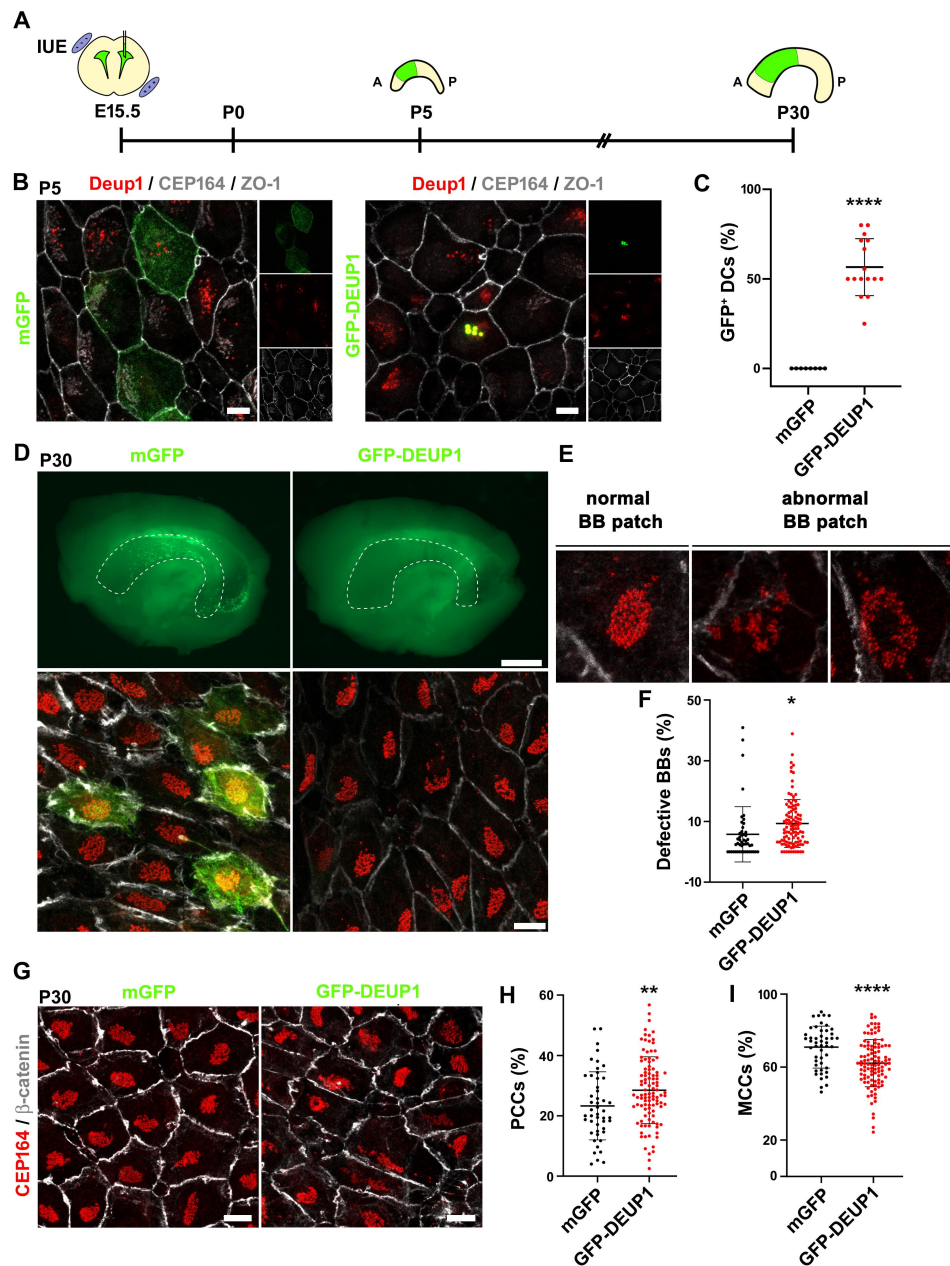 A
IUE
E15.5
P0
A
P
P5
A
P
P30
B
P5
Deup1 / CEP164 / ZO-1
Deup1 / CEP164 / ZO-1
mGFP
GFP-DEUP1
C
****
GFP⁺ DCs (%)
100
50
0
mGFP
GFP-DEUP1
D
P30
mGFP
GFP-DEUP1
E
normal
BB patch
abnormal
BB patch
F
*
Defective BBs (%)
50
30
10
-10
mGFP
GFP-DEUP1
G
P30
mGFP
GFP-DEUP1
CEP164 / β-catenin
H
**
PCCs (%)
60
40
20
0
mGFP
GFP-DEUP1
I
****
MCCs (%)
100
60
20
0
mGFP
GFP-DEUP1